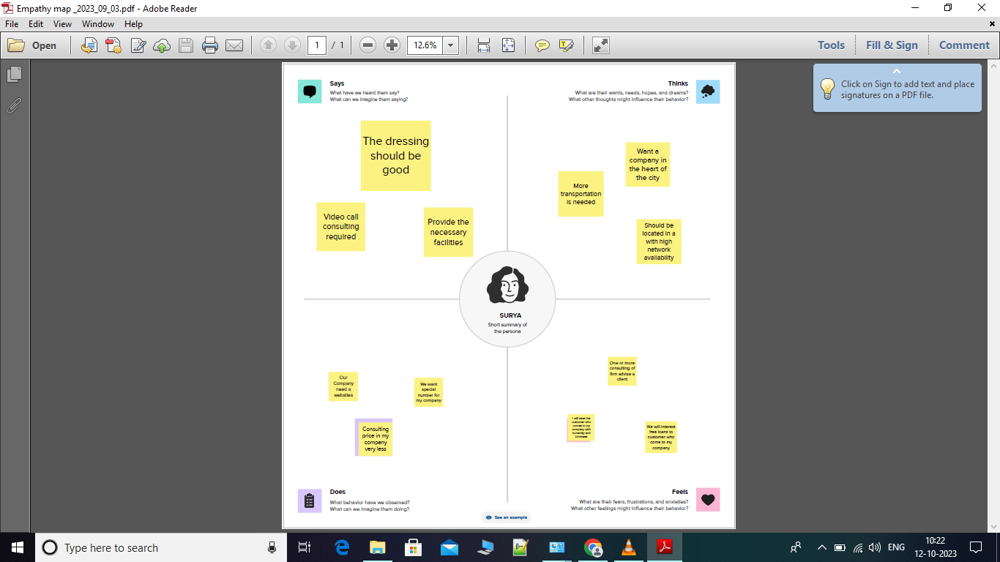 Empathy map _2023_09_03.pdf - Adobe Reader
File Edit View Window Help
Open
1 / 1
12.6%
Tools Fill & Sign Comment
Click on Sign to add text and place
signatures on a PDF file.
Says
What have we heard them say?
What can we imagine them saying?
Thinks
What are their wants, needs, hopes, and dreams?
What other thoughts might influence their behavior?
The dressing
should be
good
Video call
consulting
required
Provide the
necessary
facilities
Want a
company in
the heart of
the city
More
transportation
is needed
Should be
located in a
with high
network
availability
SURYA
Short summary of
the persona
Our
Company
need a
websites
We want
special
number for
my company
Consulting
price in my
company
very less
One or more
consulting of
firm advise a
client
I will treat the
customer who
comes to my
company with
humanity and
kindness
We will interest
free loans to
customer who
come to my
company
Does
What behavior have we observed?
What can we imagine them doing?
Feels
What are their fears, frustrations, and anxieties?
What other feelings might influence their behavior?
See an example
Type here to search
ENG
10:22
12-10-2023